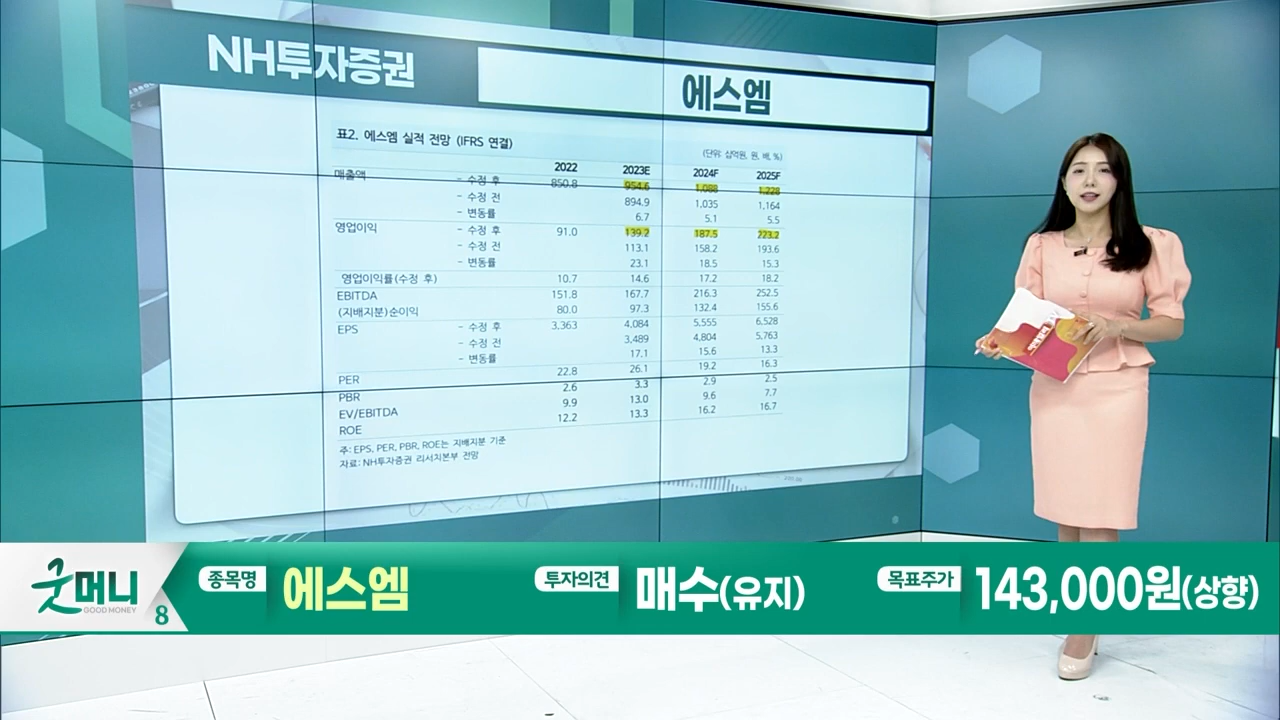 NH투자증권
에스엠
표2. 에스엠 실적 전망 (IFRS 연결)
(단위: 십억원, 원, 배, %)
2022 2023E 2024F 2025F
매출액 - 수정 후 850.8 954.6 1,088 1,228
- 수정 전 894.9 1,035 1,164
- 변동률 6.7 5.1 5.5
영업이익 - 수정 후 91.0 139.2 187.5 223.2
- 수정 전 113.1 158.2 193.6
- 변동률 23.1 18.5 15.3
영업이익률(수정 후) 10.7 14.6 17.2 18.2
EBITDA 151.8 167.7 216.3 252.5
(지배지분)순이익 80.0 97.3 132.4 155.6
EPS - 수정 후 3,363 4,084 5,555 6,528
- 수정 전 3,489 4,804 5,763
- 변동률 17.1 15.6 13.3
PER 22.8 26.1 19.2 16.3
PBR 2.6 3.3 2.9 2.5
EV/EBITDA 9.9 13.0 9.6 7.7
ROE 12.2 13.3 16.2 16.7
주: EPS, PER, PBR, ROE는 지배지분 기준
자료: NH투자증권 리서치본부 전망
굿머니
GOOD MONEY
8
종목명 에스엠 투자의견 매수(유지) 목표주가 143,000원(상향)